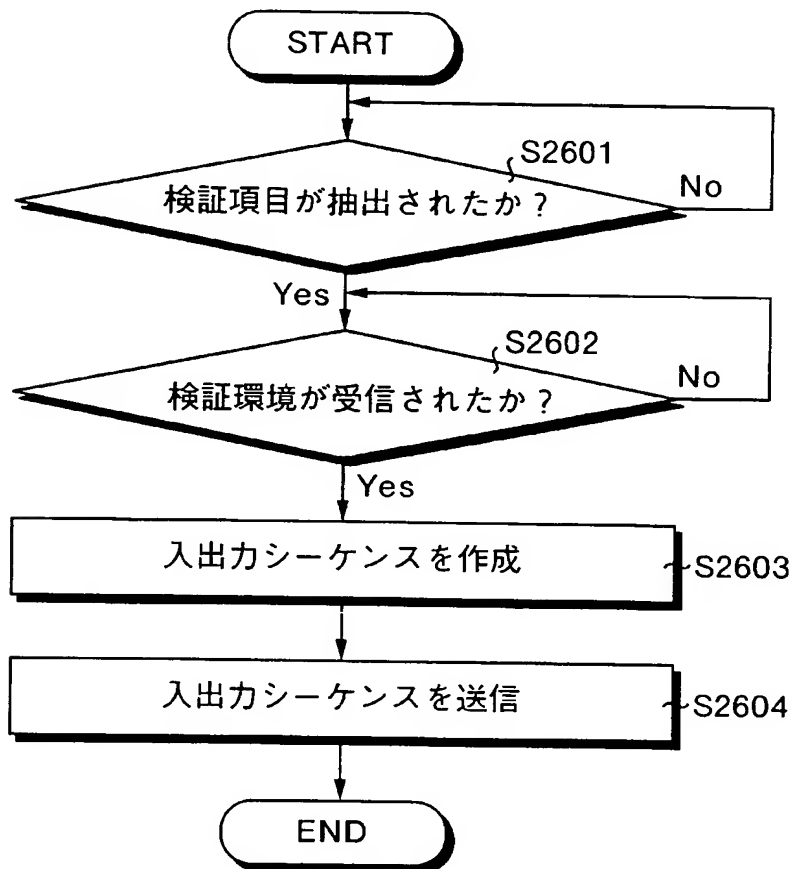 START
S2601
検証項目が抽出されたか？
No
Yes
S2602
検証環境が受信されたか？
No
Yes
入出力シーケンスを作成
S2603
入出力シーケンスを送信
S2604
END